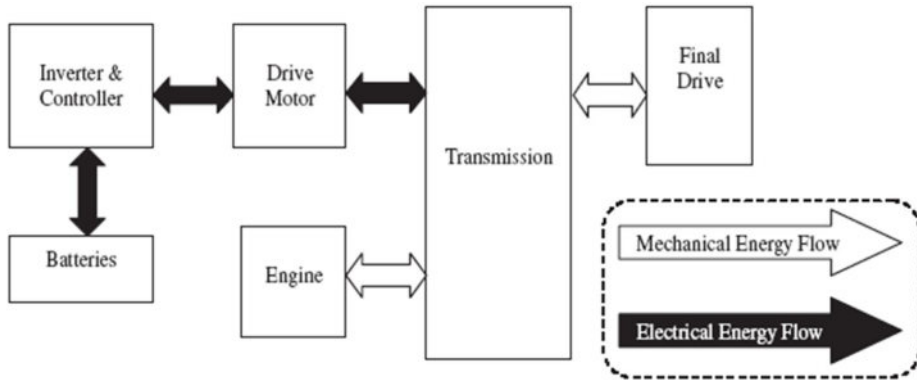 Inverter &
Controller
Drive
Motor
Final
Drive
Transmission
Batteries
Engine
Mechanical Energy Flow
Electrical Energy Flow